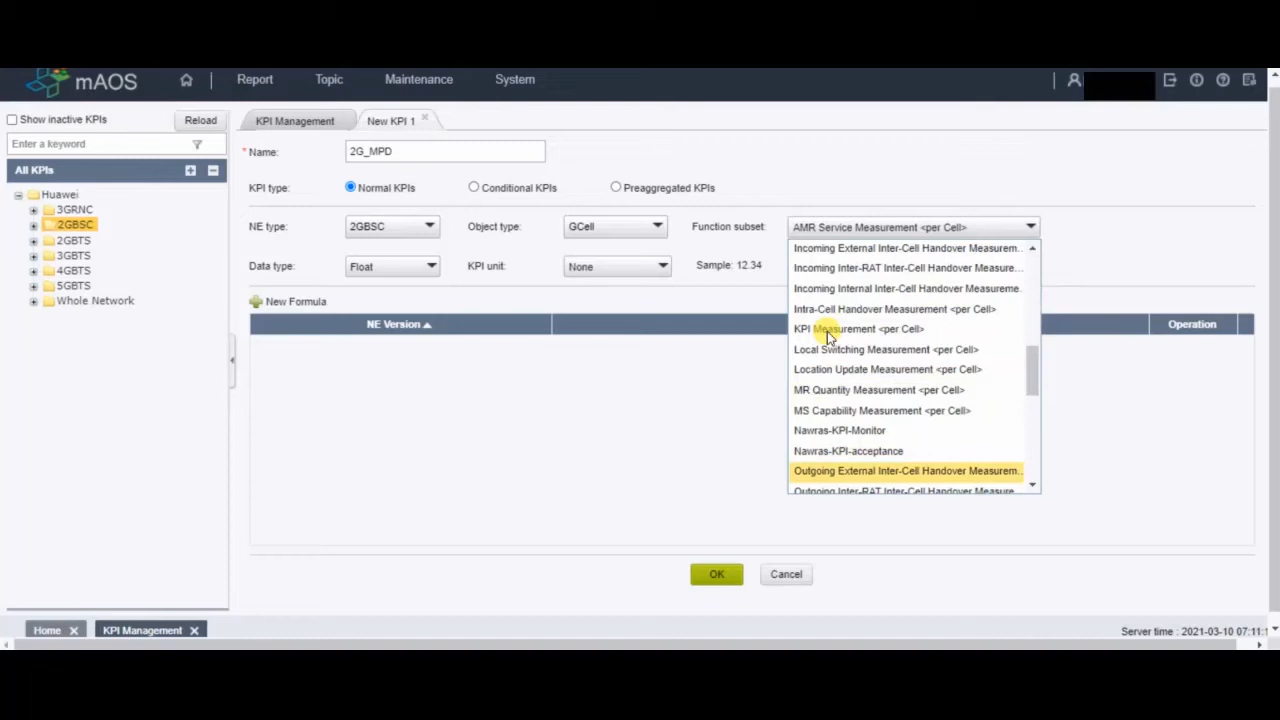 mAOS
Report
Topic
Maintenance
System
Show inactive KPIs
Reload
KPI Management
New KPI 1
Enter a keyword
All KPIs
Huawei
3GRNC
2GBSC
2GBTS
3GBTS
4GBTS
5GBTS
Whole Network
* Name:
2G_MPD
KPI type:
Normal KPIs
Conditional KPIs
Preaggregated KPIs
NE type:
2GBSC
Object type:
GCell
Function subset:
AMR Service Measurement <per Cell>
Data type:
Float
KPI unit:
None
Sample: 12.34
Incoming External Inter-Cell Handover Measurem..
Incoming Inter-RAT Inter-Cell Handover Measure...
Incoming Internal Inter-Cell Handover Measureme
Intra-Cell Handover Measurement <per Cell>
KPI Measurement <per Cell>
Local Switching Measurement <per Cell>
Location Update Measurement <per Cell>
MR Quantity Measurement <per Cell>
MS Capability Measurement <per Cell>
Nawras-KPI-Monitor
Nawras-KPI-acceptance
Outgoing External Inter-Cell Handover Measurem..
Outgoing Inter-RAT Inter-Cell Handover Measure
New Formula
NE Version
Operation
OK
Cancel
Home
KPI Management
Server time : 2021-03-10 07:11:1